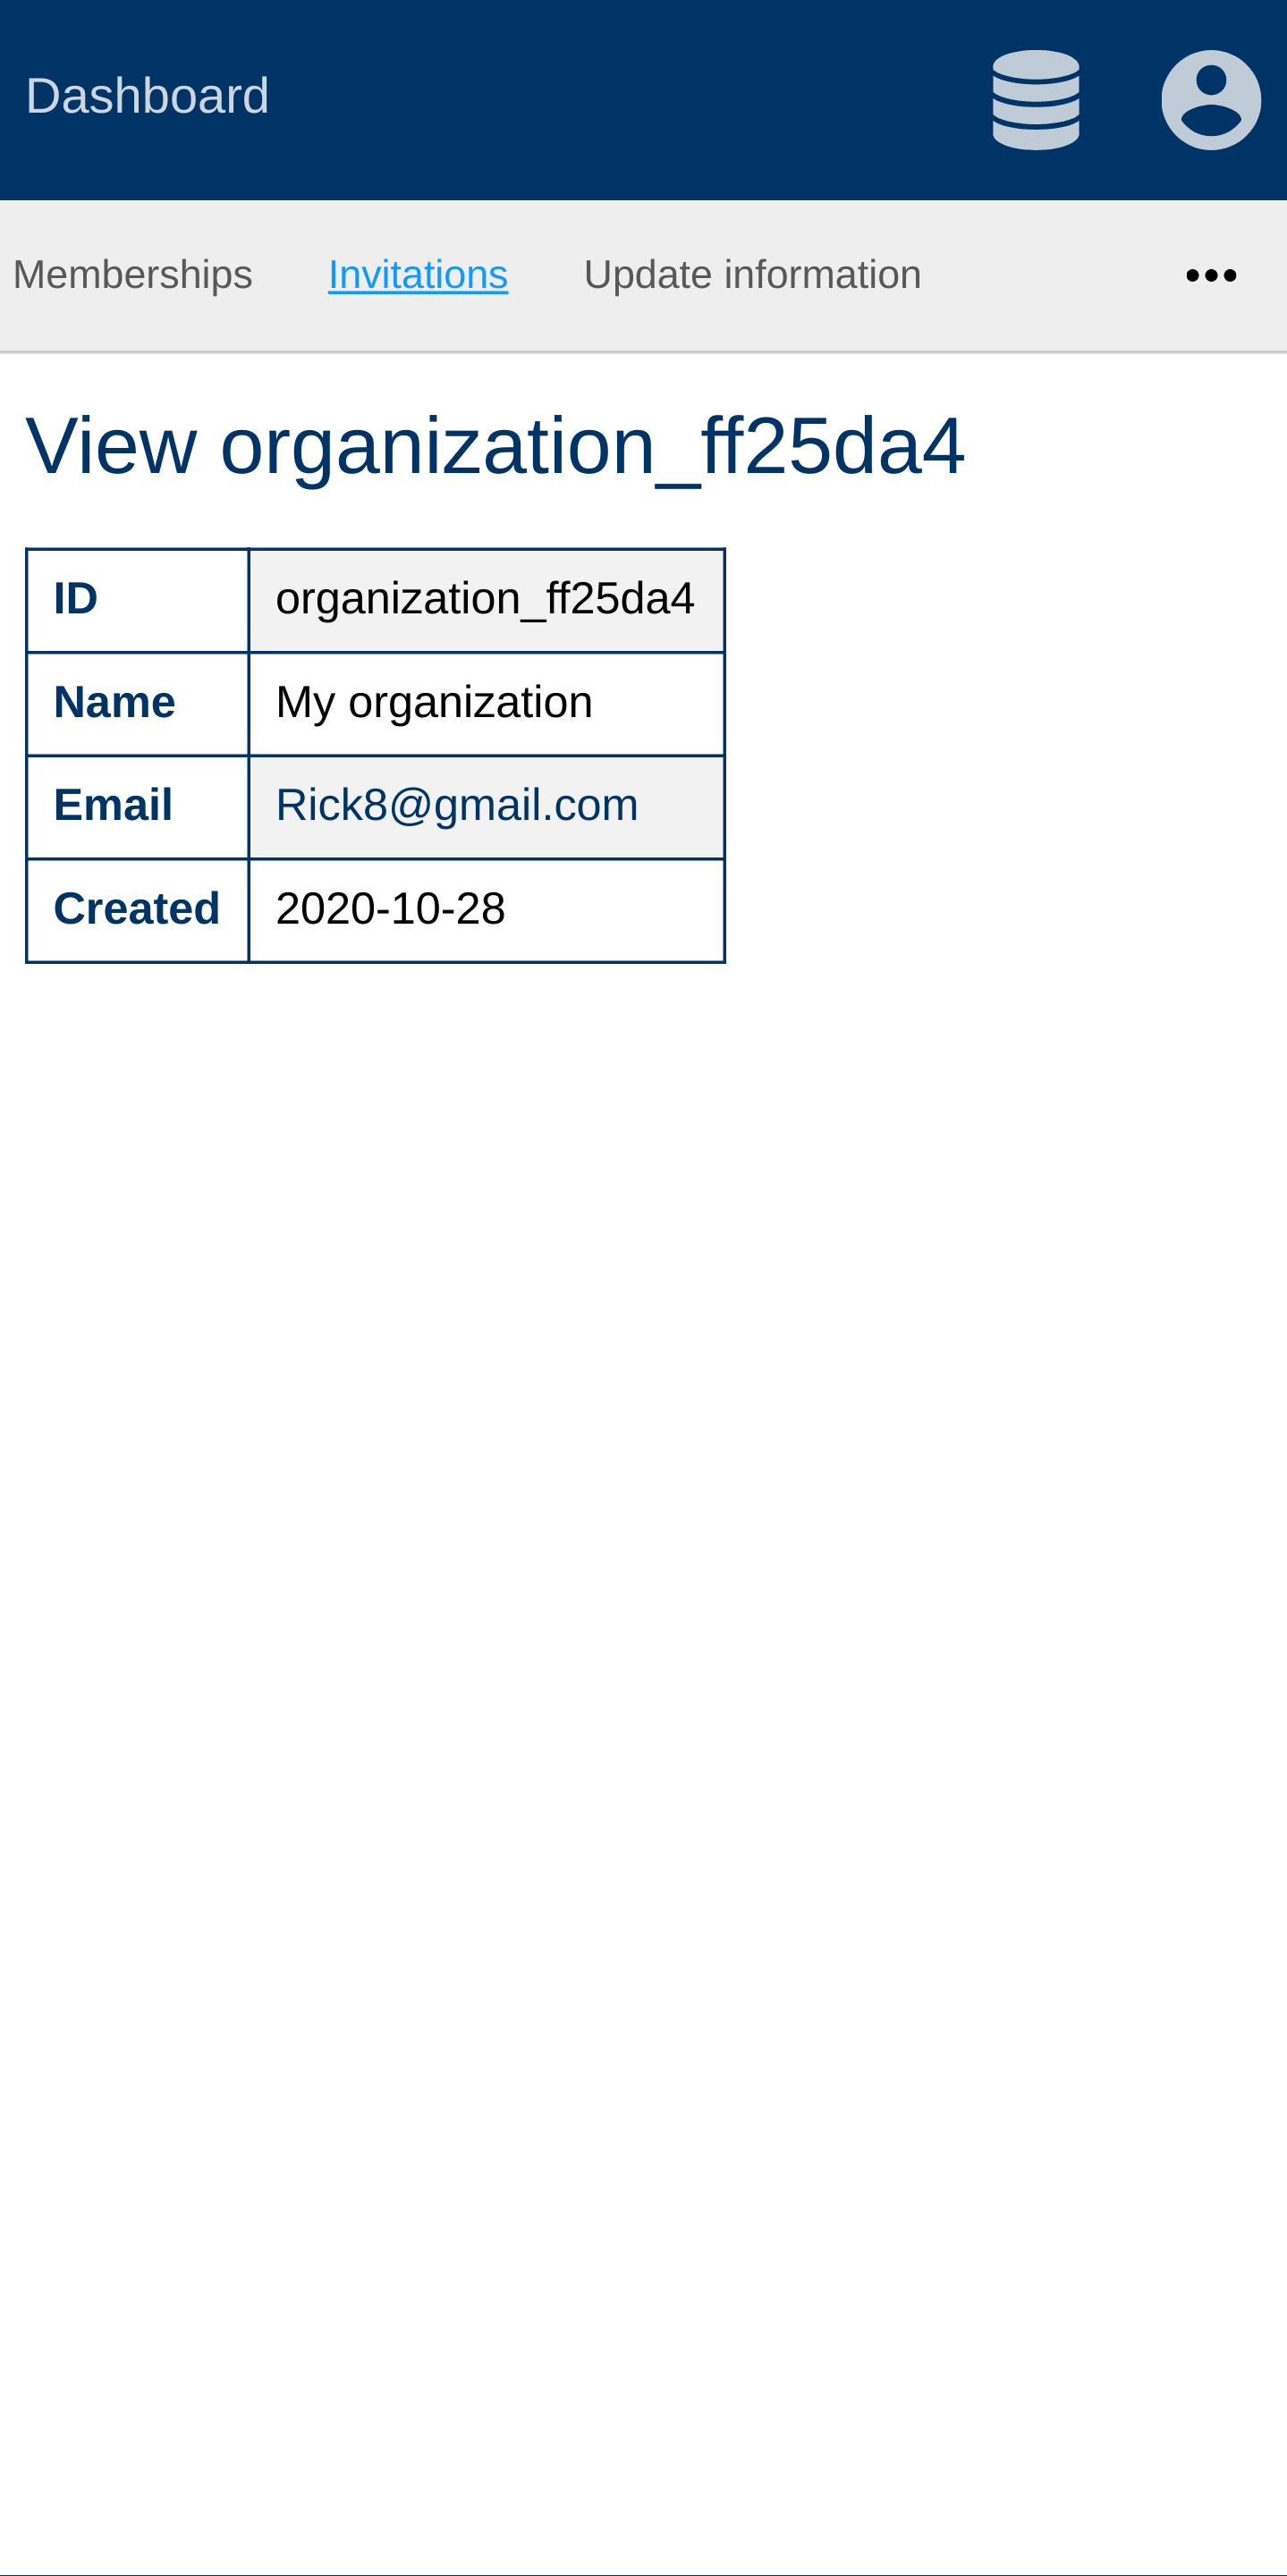 Dashboard
Memberships Invitations Update information
View organization_ff25da4
ID organization_ff25da4
Name My organization
Email Rick8@gmail.com
Created 2020-10-28